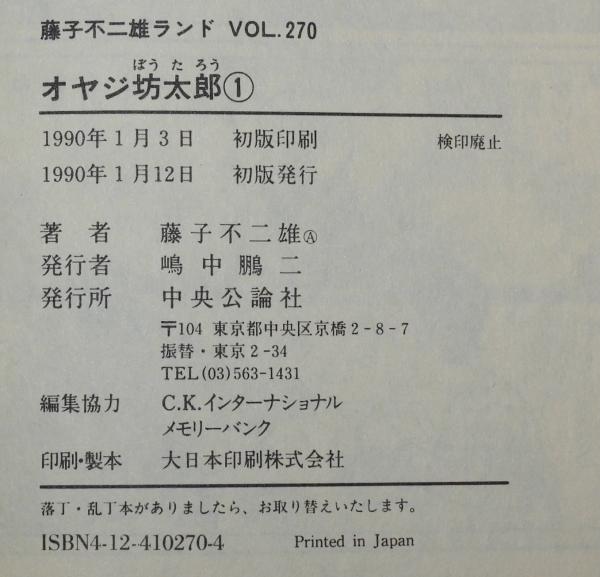 藤子不二雄ランド VOL.270
ぼう た ろう
オヤジ坊太郎①
1990年1月3日 初版印刷 検印廃止
1990年1月12日 初版発行
著者 藤子不二雄Ⓐ
発行者 嶋中鵬二
発行所 中央公論社
〒104 東京都中央区京橋2-8-7
振替・東京2-34
TEL(03)563-1431
編集協力 C.K.インターナショナル
メモリーバンク
印刷・製本 大日本印刷株式会社
落丁・乱丁本がありましたら、お取り替えいたします。
ISBN4-12-410270-4 Printed in Japan